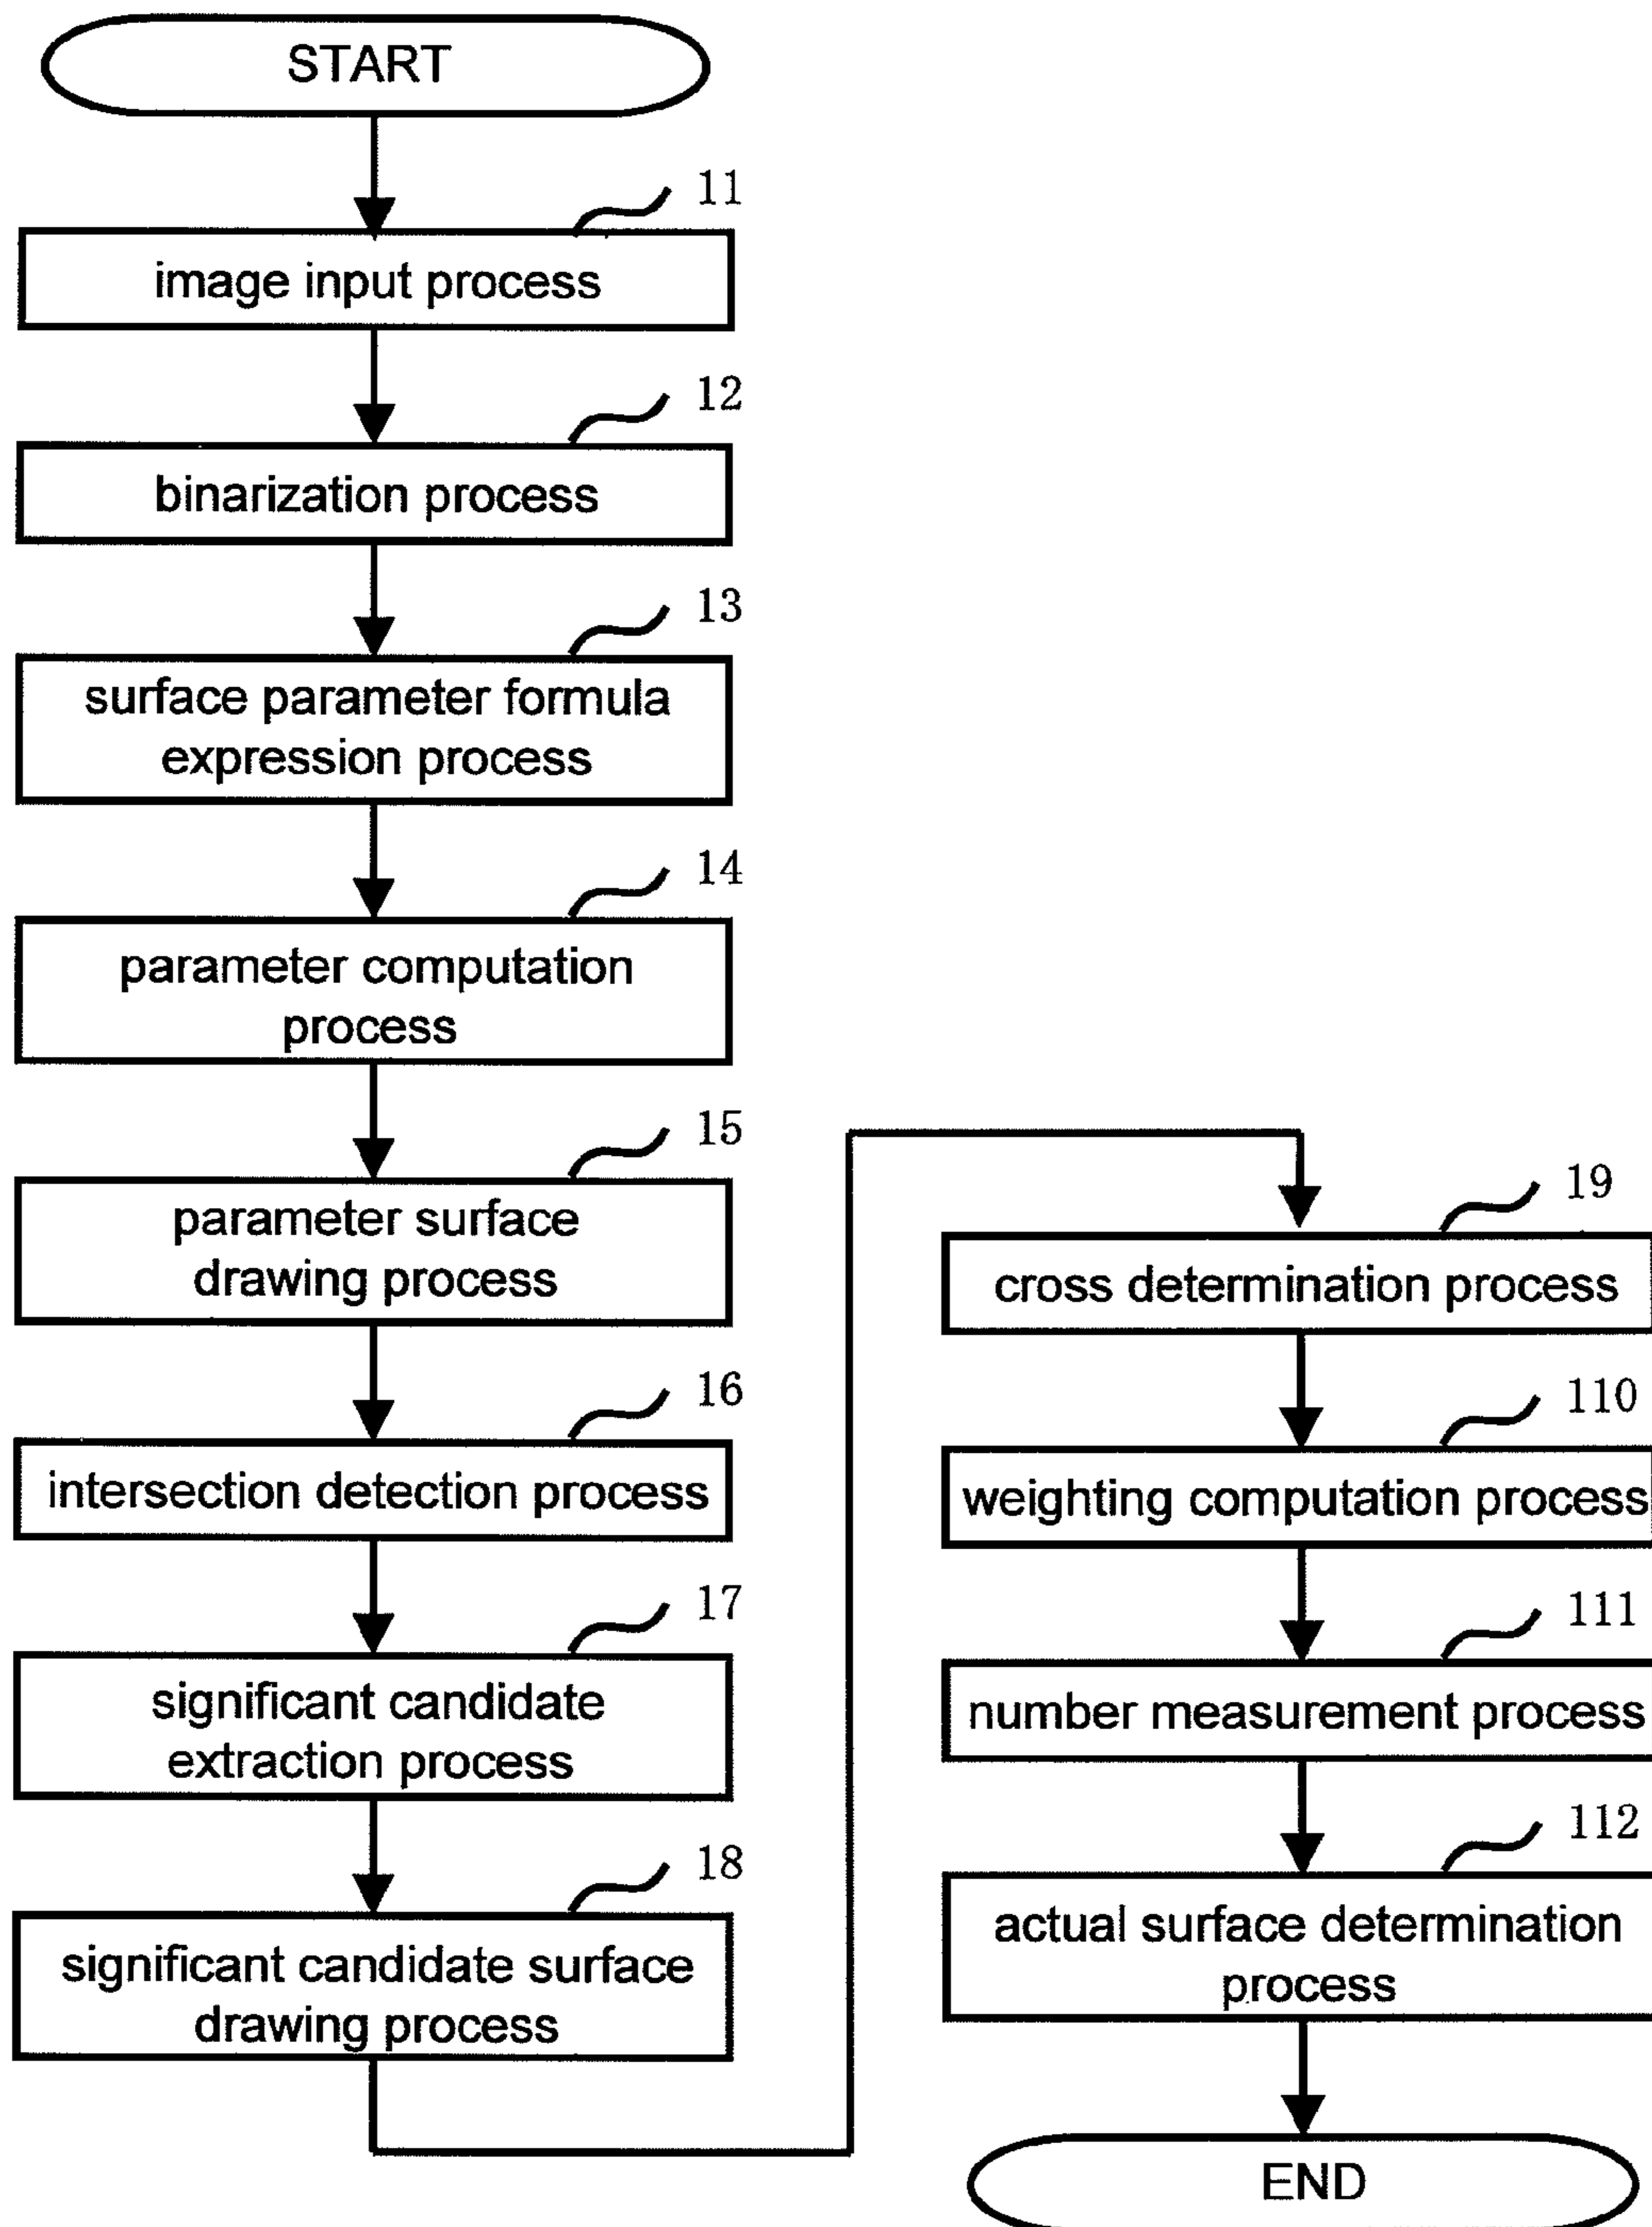 START
11
image input process
12
binarization process
13
surface parameter formula
expression process
14
parameter computation
process
15
parameter surface
drawing process
16
intersection detection process
17
significant candidate
extraction process
18
significant candidate surface
drawing process
19
cross determination process
110
weighting computation process
111
number measurement process
112
actual surface determination
process
END